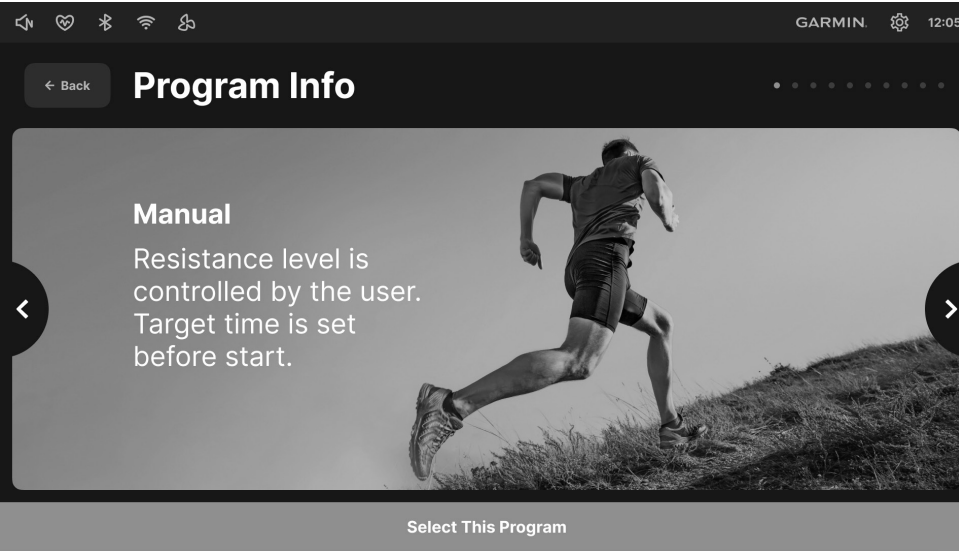 GARMIN.
12:05
← Back
Program Info
Manual
Resistance level is
controlled by the user.
Target time is set
before start.
Select This Program